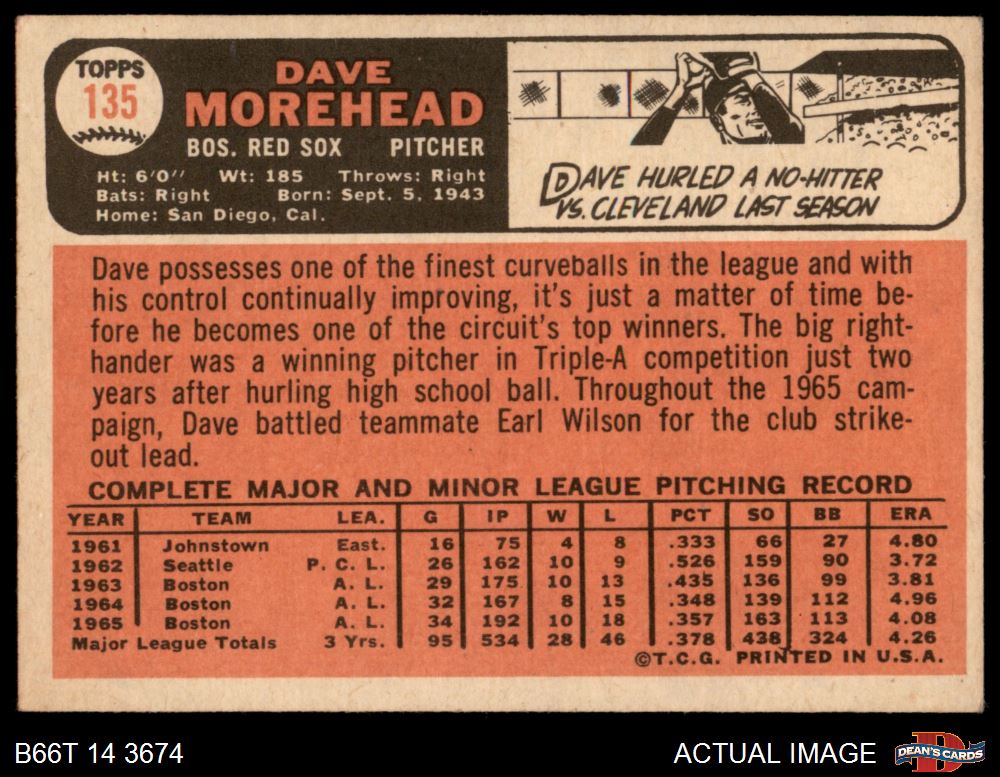 TOPPS
135
DAVE
MOREHEAD
BOS. RED SOX PITCHER
Ht: 6'0" Wt: 185 Throws: Right
Bats: Right Born: Sept. 5, 1943
Home: San Diego, Cal.
DAVE HURLED A NO-HITTER
VS. CLEVELAND LAST SEASON
Dave possesses one of the finest curveballs in the league and with
his control continually improving, it's just a matter of time be-
fore he becomes one of the circuit's top winners. The big right-
hander was a winning pitcher in Triple-A competition just two
years after hurling high school ball. Throughout the 1965 cam-
paign, Dave battled teammate Earl Wilson for the club strike-
out lead.
COMPLETE MAJOR AND MINOR LEAGUE PITCHING RECORD
YEAR TEAM LEA. G IP W L PCT SO BB ERA
1961 Johnstown East. 16 75 4 8 .333 66 27 4.80
1962 Seattle P. C. L. 26 162 10 9 .526 159 90 3.72
1963 Boston A. L. 29 175 10 13 .435 136 99 3.81
1964 Boston A. L. 32 167 8 15 .348 139 112 4.96
1965 Boston A. L. 34 192 10 18 .357 163 113 4.08
Major League Totals 3 Yrs. 95 534 28 46 .378 438 324 4.26
©T.C.G. PRINTED IN U.S.A.
B66T 14 3674
ACTUAL IMAGE
D
DEAN'S CARDS